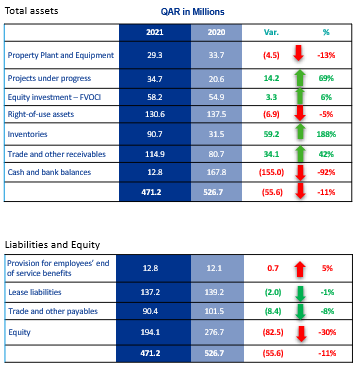 Total assets
QAR in Millions
2021 2020 Var. %
Property Plant and Equipment 29.3 33.7 (4.5) -13%
Projects under progress 34.7 20.6 14.2 69%
Equity investment – FVOCI 58.2 54.9 3.3 6%
Right-of-use assets 130.6 137.5 (6.9) -5%
Inventories 90.7 31.5 59.2 188%
Trade and other receivables 114.9 80.7 34.1 42%
Cash and bank balances 12.8 167.8 (155.0) -92%
471.2 526.7 (55.6) -11%
Liabilities and Equity
Provision for employees' end
of service benefits 12.8 12.1 0.7 5%
Lease liabilities 137.2 139.2 (2.0) -1%
Trade and other payables 90.4 101.5 (8.4) -8%
Equity 194.1 276.7 (82.5) -30%
471.2 526.7 (55.6) -11%